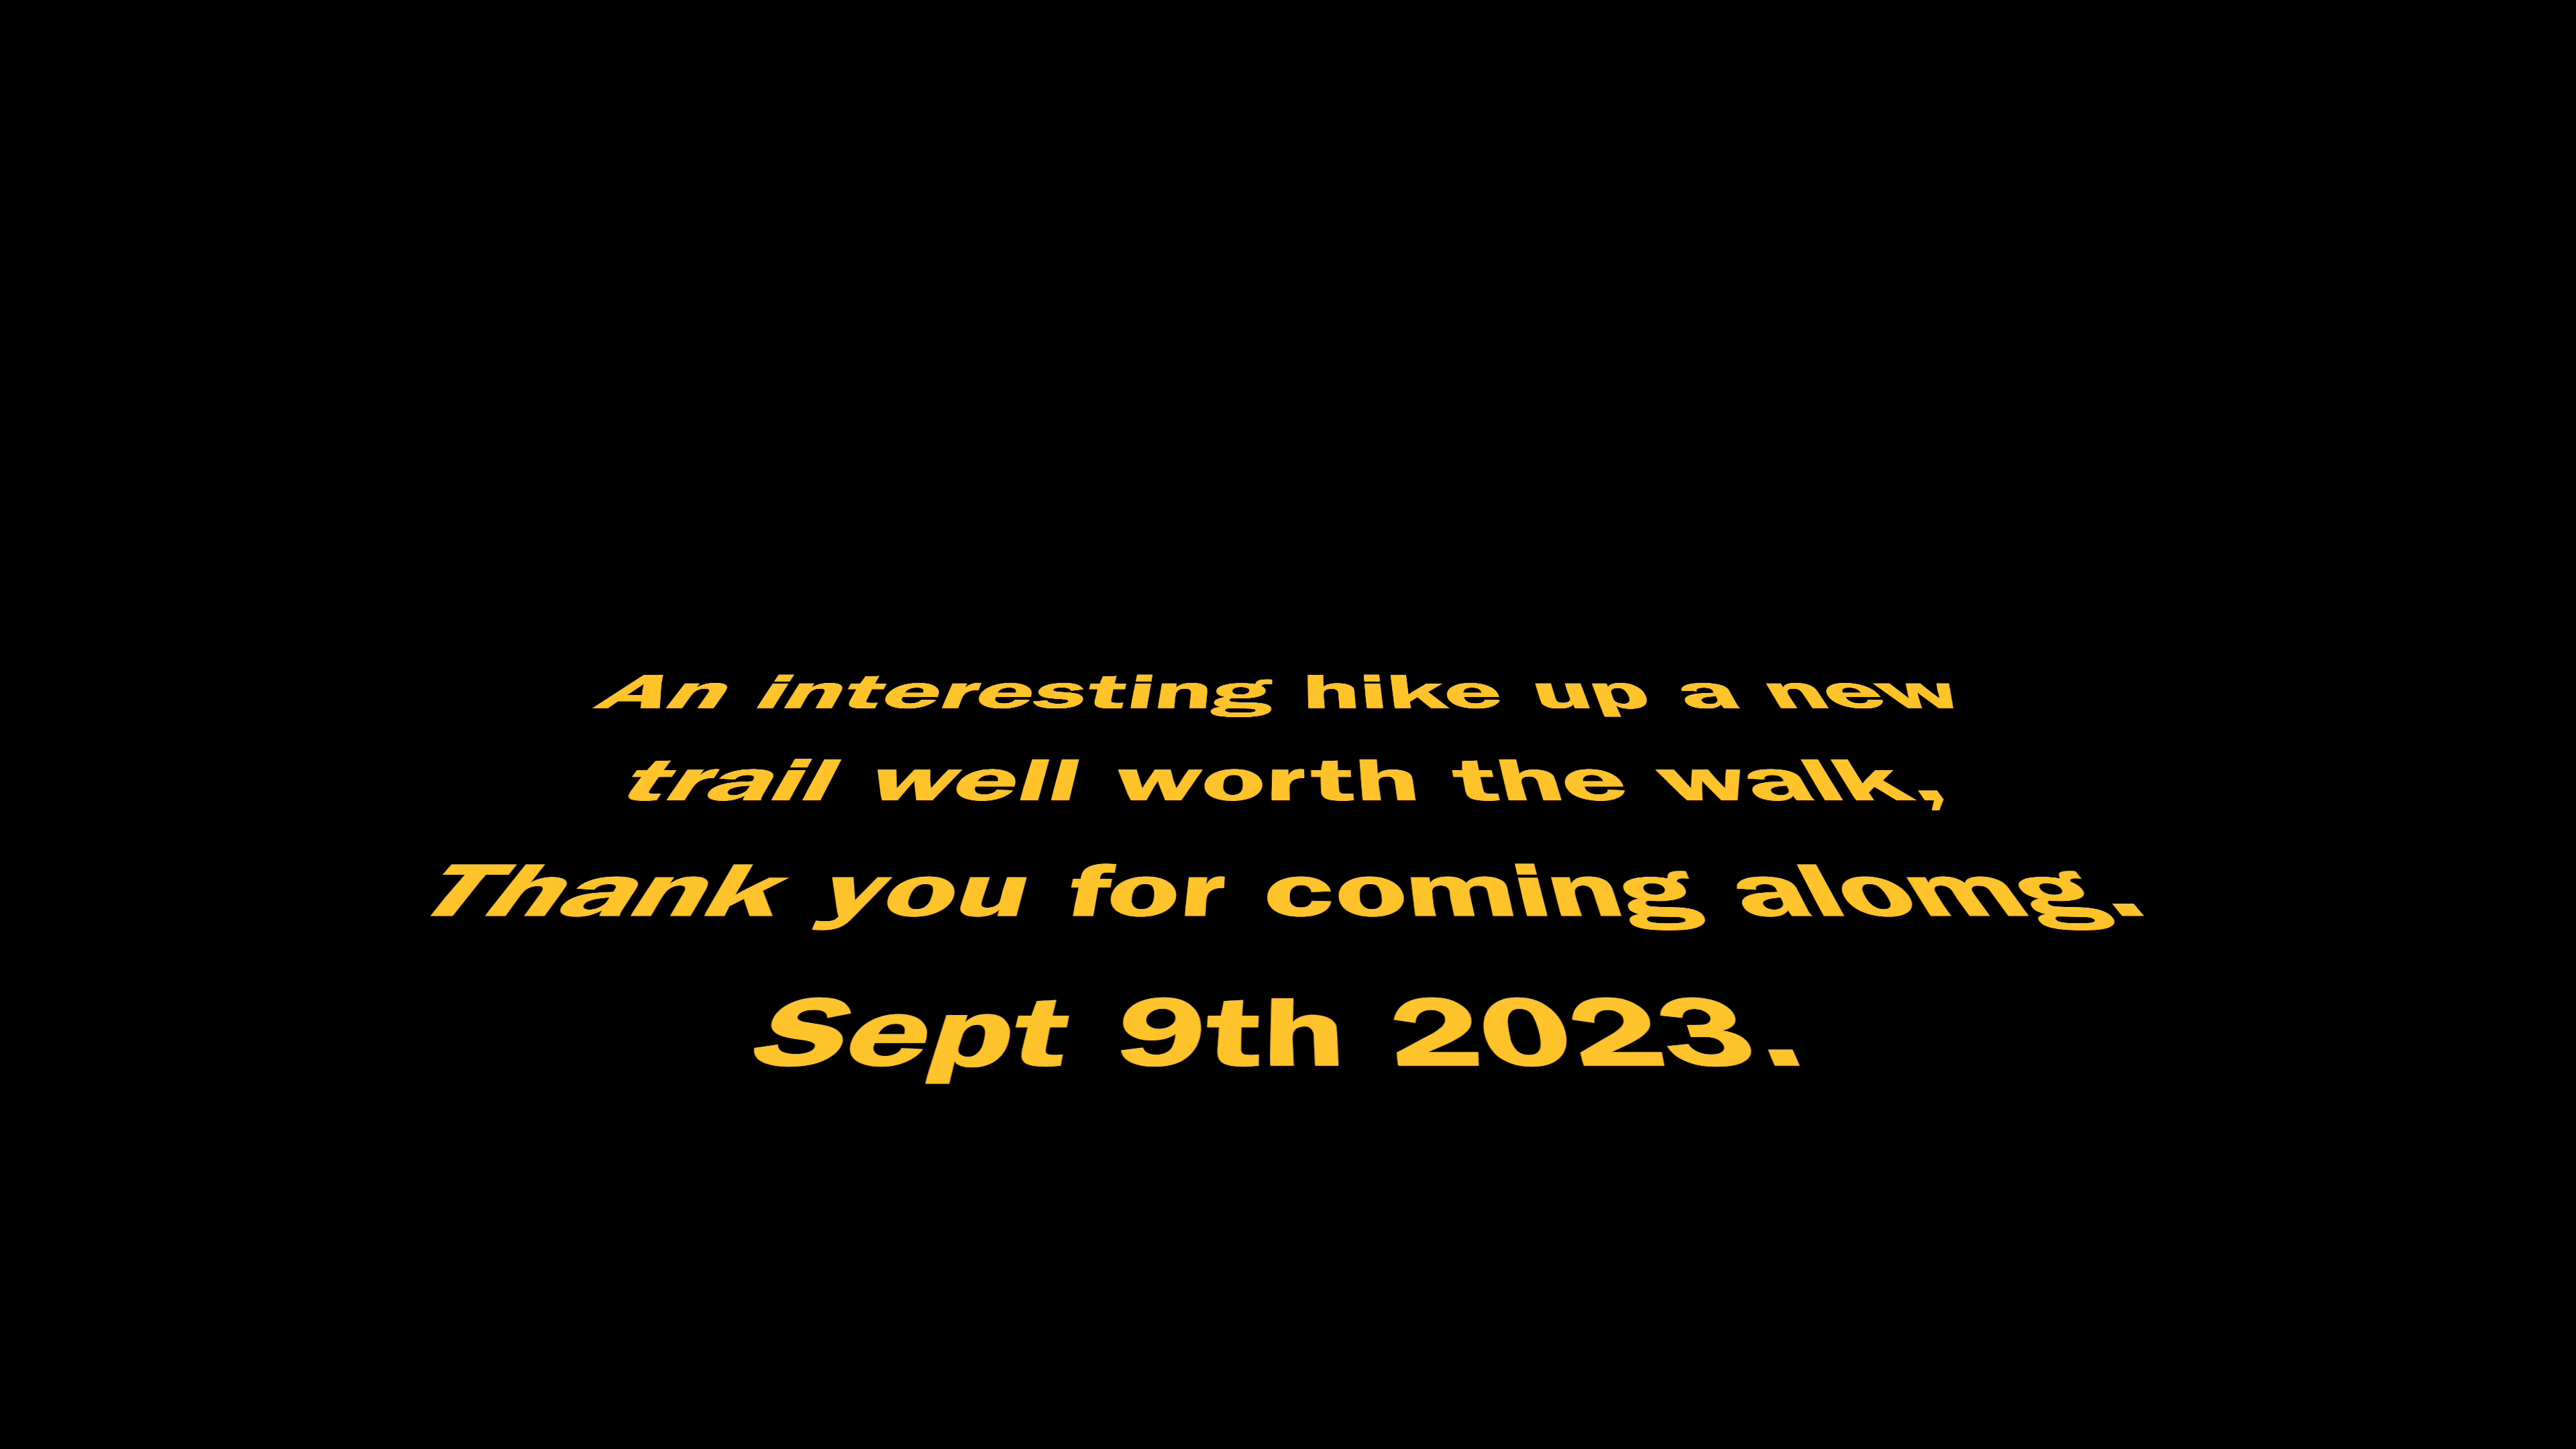 An interesting hike up a new
trail well worth the walk,
Thank you for coming alomg.
Sept 9th 2023.